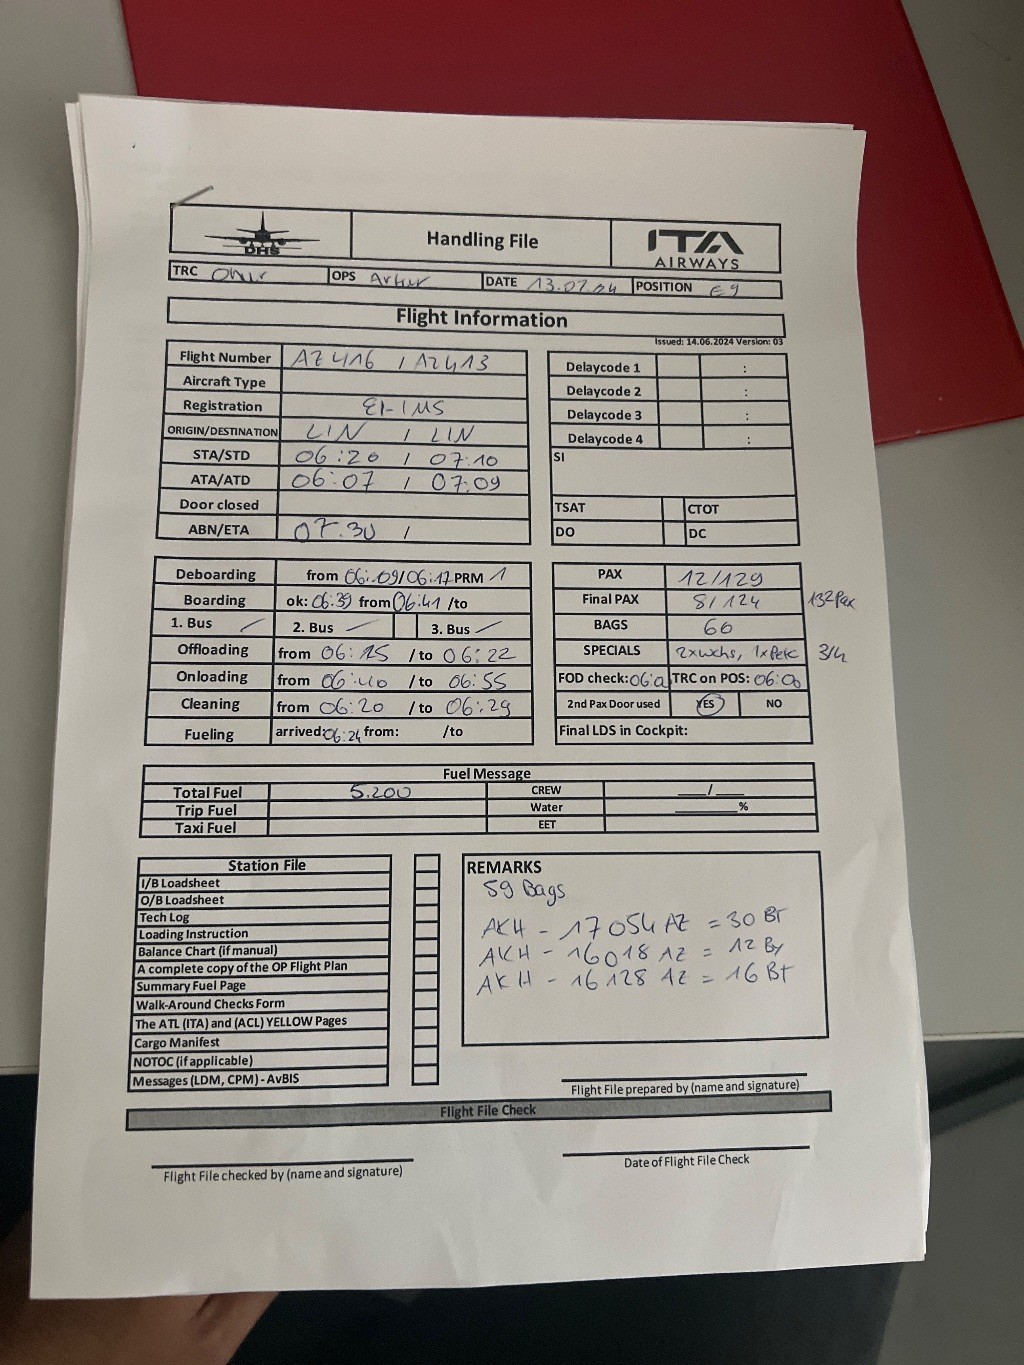 DHS
Handling File
ITA
AIRWAYS
TRC Onur OPS Artur DATE 13.07.24 POSITION E9
Flight Information
Issued: 14.06.2024 Version: 03
Flight Number AZ416 / AZ413
Aircraft Type
Registration EI-IMS
ORIGIN/DESTINATION LIN / LIN
STA/STD 06:20 / 07:10
ATA/ATD 06:07 / 07:09
Door closed
ABN/ETA 07:30 /
Delaycode 1 :
Delaycode 2 :
Delaycode 3 :
Delaycode 4 :
SI
TSAT CTOT
DO DC
Deboarding from 06:09/06:17 PRM 1
Boarding ok: 06:39 from 06:41 /to
1. Bus / 2. Bus / 3. Bus /
Offloading from 06:15 /to 06:22
Onloading from 06:40 /to 06:55
Cleaning from 06:20 /to 06:29
Fueling arrived: 06:24 from: /to
PAX 12/129
Final PAX 8/124 132 Pax
BAGS 60
SPECIALS 2xwchs, 1xPetc
FOD check: TRC on POS: 06:00
2nd Pax Door used YES NO
Final LDS in Cockpit:
Fuel Message
Total Fuel 5.200 CREW __/__
Trip Fuel Water ____%
Taxi Fuel EET
Station File
I/B Loadsheet
O/B Loadsheet
Tech Log
Loading Instruction
Balance Chart (if manual)
A complete copy of the OP Flight Plan
Summary Fuel Page
Walk-Around Checks Form
The ATL (ITA) and (ACL) YELLOW Pages
Cargo Manifest
NOTOC (if applicable)
Messages (LDM, CPM) - AvBIS
REMARKS
59 Bags
AKH - 17054 AZ = 30 BT
AKH - 16018 AZ = 12 By
AKH - 16128 AZ = 16 Bt
Flight File prepared by (name and signature)
Flight File Check
Flight File checked by (name and signature)
Date of Flight File Check